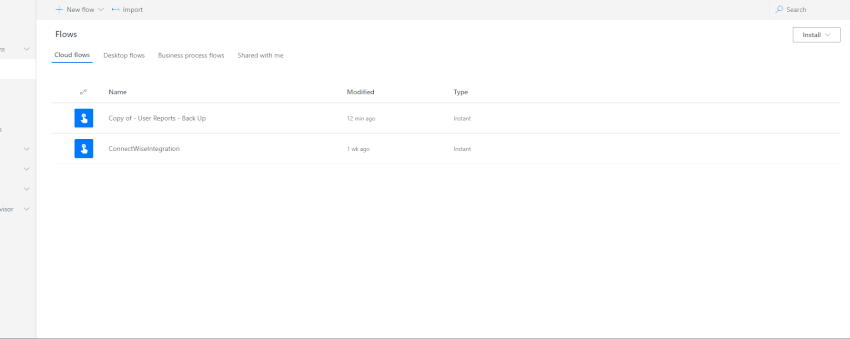 New flow
Import
Search
Flows
Install
Cloud flows
Desktop flows
Business process flows
Shared with me
Name
Modified
Type
Copy of - User Reports - Back Up
12 min ago
Instant
ConnectWiseIntegration
1 wk ago
Instant
visor